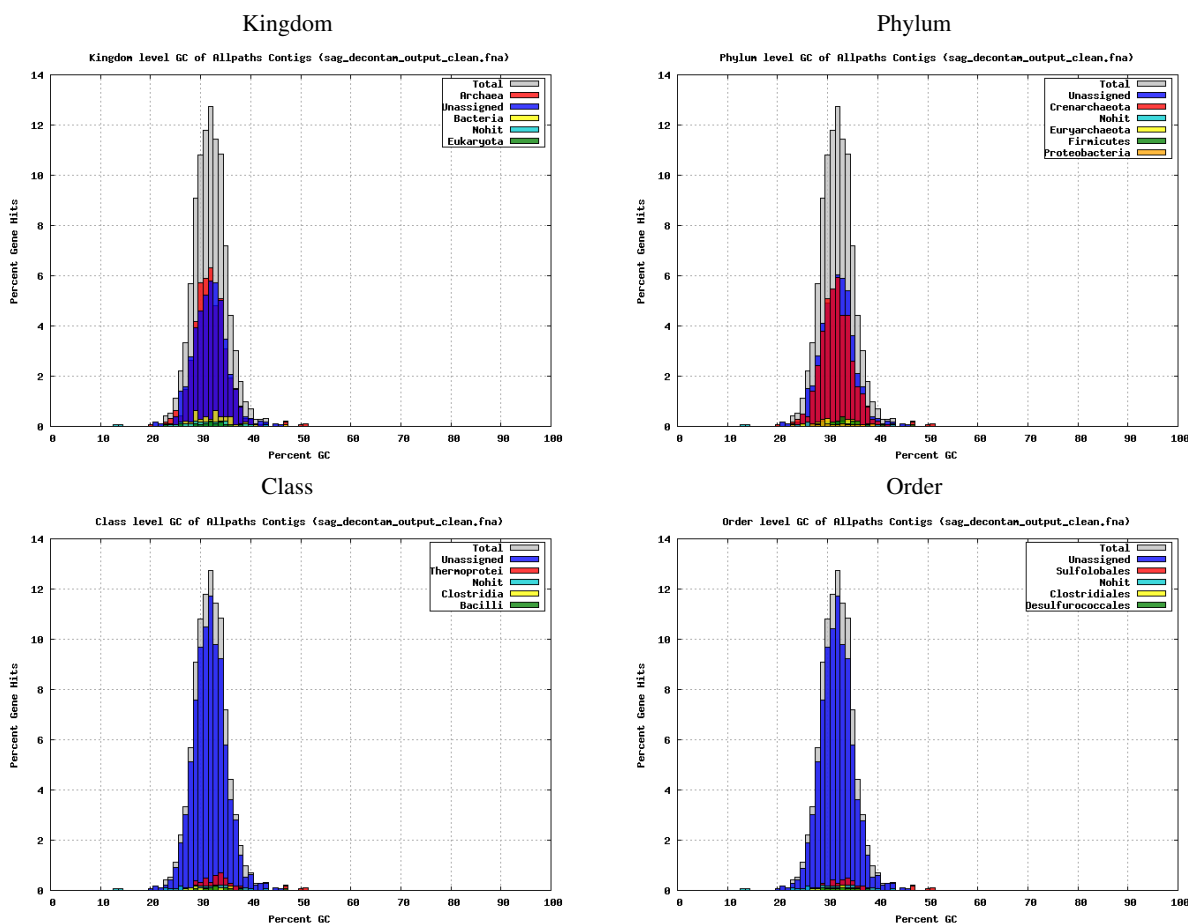 Kingdom
Kingdom level GC of Allpaths Contigs (sag_decontam_output_clean.fna)
Percent Gene Hits
14
12
10
8
6
4
2
0
Total
Archaea
Unassigned
Bacteria
Nohit
Eukaryota
0 10 20 30 40 50 60 70 80 90 100
Percent GC
Phylum
Phylum level GC of Allpaths Contigs (sag_decontam_output_clean.fna)
Percent Gene Hits
14
12
10
8
6
4
2
0
Total
Unassigned
Crenarchaeota
Nohit
Euryarchaeota
Firmicutes
Proteobacteria
0 10 20 30 40 50 60 70 80 90 100
Percent GC
Class
Class level GC of Allpaths Contigs (sag_decontam_output_clean.fna)
Percent Gene Hits
14
12
10
8
6
4
2
0
Total
Unassigned
Thermoprotei
Nohit
Clostridia
Bacilli
0 10 20 30 40 50 60 70 80 90 100
Percent GC
Order
Order level GC of Allpaths Contigs (sag_decontam_output_clean.fna)
Percent Gene Hits
14
12
10
8
6
4
2
0
Total
Unassigned
Sulfolobales
Nohit
Clostridiales
Desulfurococcales
0 10 20 30 40 50 60 70 80 90 100
Percent GC